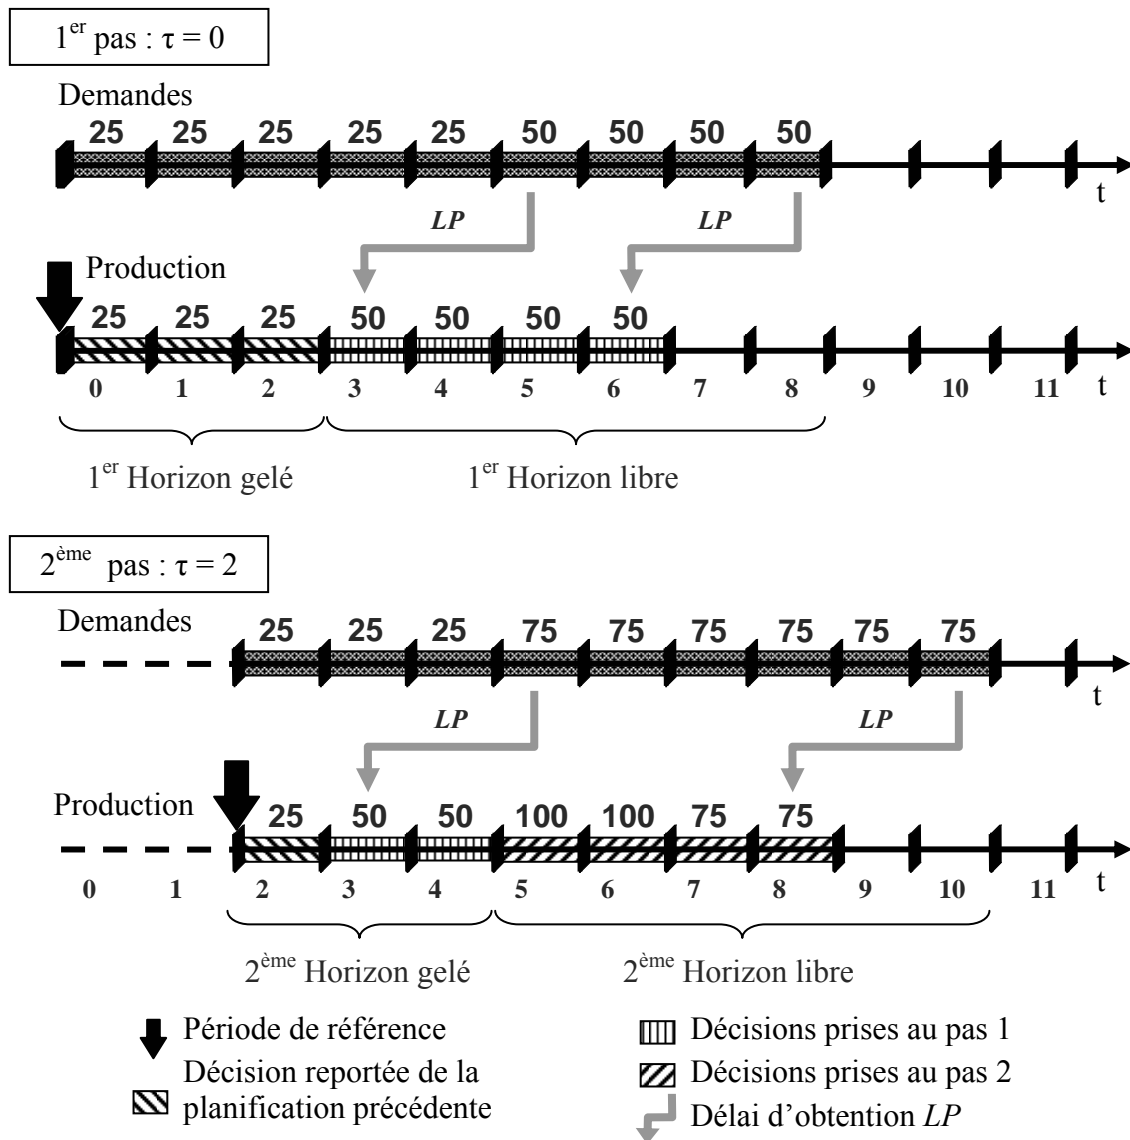 1er pas : τ = 0
Demandes
25 25 25 25 25 50 50 50 50
t
LP LP
Production
25 25 25 50 50 50 50
0 1 2 3 4 5 6 7 8 9 10 11 t
1er Horizon gelé 1er Horizon libre
2ème pas : τ = 2
Demandes
25 25 25 75 75 75 75 75 75
t
LP LP
Production
25 50 50 100 100 75 75
0 1 2 3 4 5 6 7 8 9 10 11 t
2ème Horizon gelé 2ème Horizon libre
Période de référence
Décision reportée de la
planification précédente
Décisions prises au pas 1
Décisions prises au pas 2
Délai d’obtention LP